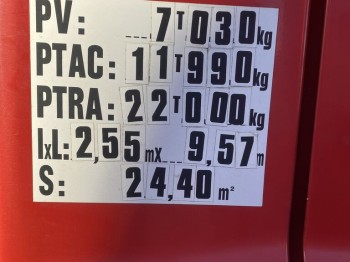 PV: 7T030kg
PTAC: 11T990kg
PTRA: 22T000kg
lxL: 2,55mX 9,57m
S: 24,40m²